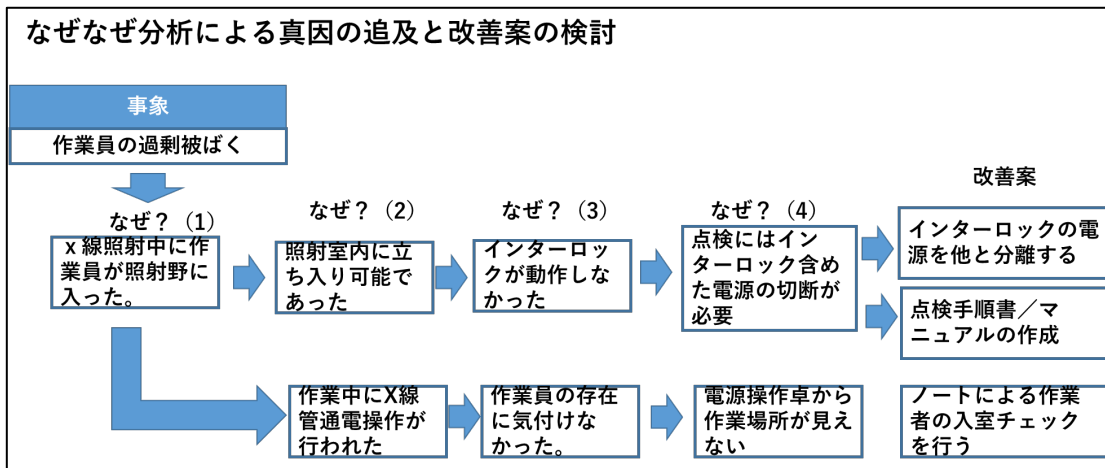 なぜなぜ分析による真因の追及と改善案の検討
事象
作業員の過剰被ばく
改善案
なぜ？（1）
なぜ？（2）
なぜ？（3）
なぜ？（4）
ｘ線照射中に作
業員が照射野に
入った。
照射室内に立
ち入り可能で
あった
インターロッ
クが動作しな
かった
点検にはイン
ターロック含め
た電源の切断が
必要
インターロックの電
源を他と分離する
点検手順書／マ
ニュアルの作成
作業中にX線
管通電操作が
行われた
作業員の存在
に気付けな
かった。
電源操作卓から
作業場所が見え
ない
ノートによる作業
者の入室チェック
を行う